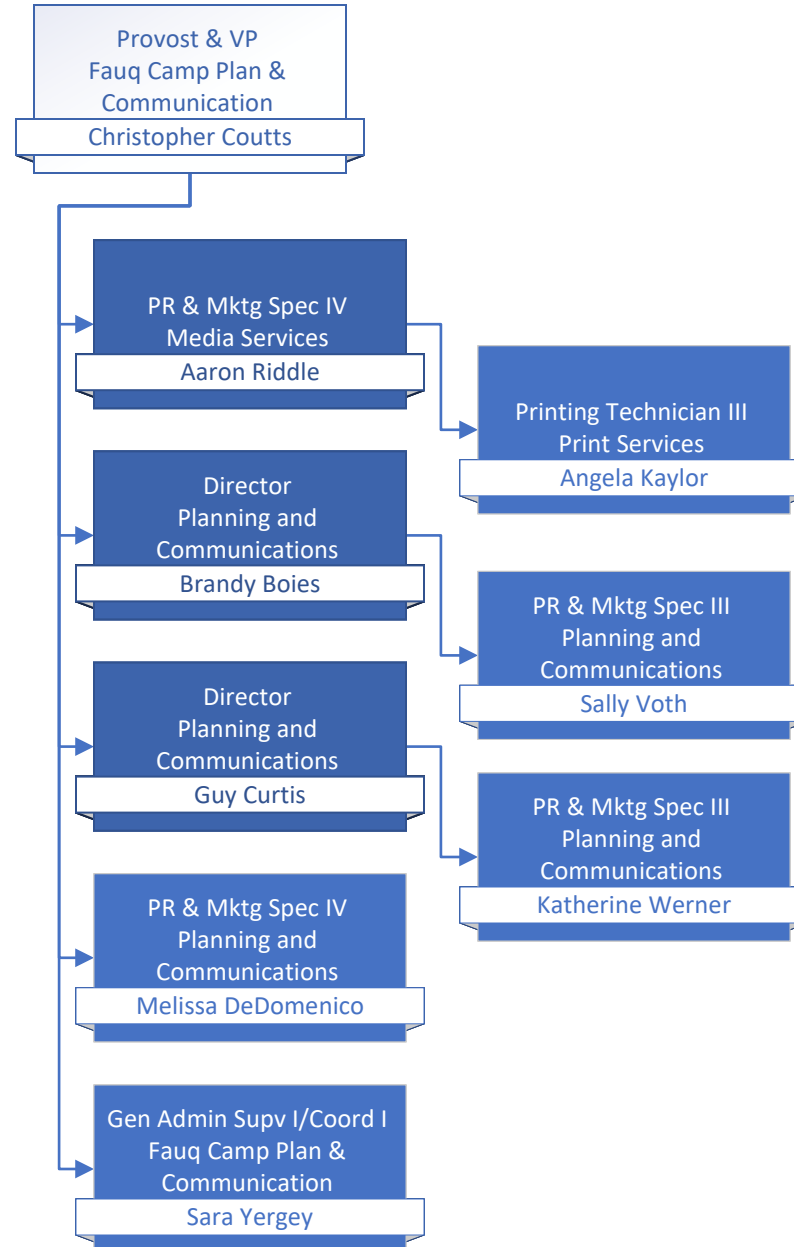 Provost & VP
Fauq Camp Plan &
Communication
Christopher Coutts
PR & Mktg Spec IV
Media Services
Aaron Riddle
Printing Technician III
Print Services
Angela Kaylor
Director
Planning and
Communications
Brandy Boies
PR & Mktg Spec III
Planning and
Communications
Sally Voth
Director
Planning and
Communications
Guy Curtis
PR & Mktg Spec III
Planning and
Communications
Katherine Werner
PR & Mktg Spec IV
Planning and
Communications
Melissa DeDomenico
Gen Admin Supv I/Coord I
Fauq Camp Plan &
Communication
Sara Yergey